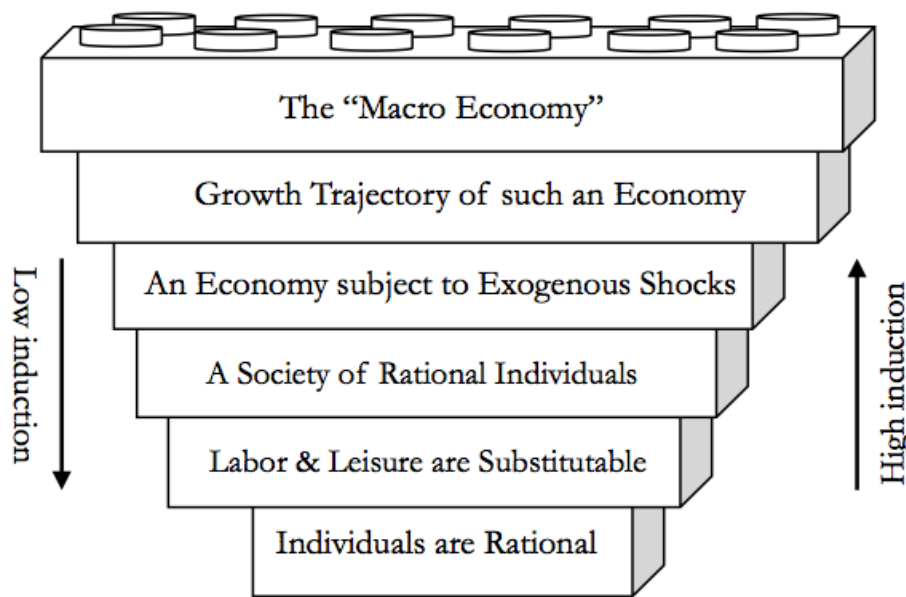 The “Macro Economy”
Growth Trajectory of such an Economy
An Economy subject to Exogenous Shocks
A Society of Rational Individuals
Labor & Leisure are Substitutable
Individuals are Rational
Low induction
High induction